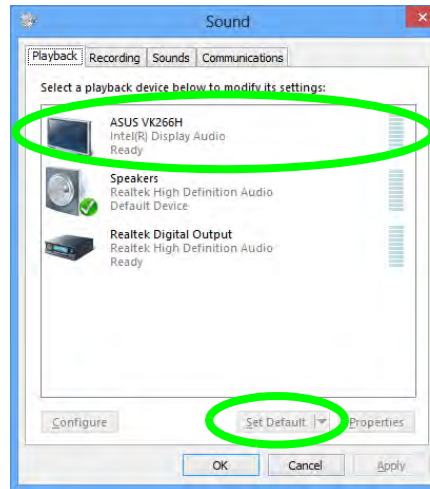 Sound
Playback Recording Sounds Communications
Select a playback device below to modify its settings:
ASUS VK266H
Intel(R) Display Audio
Ready
Speakers
Realtek High Definition Audio
Default Device
Realtek Digital Output
Realtek High Definition Audio
Ready
Configure Set Default Properties
OK Cancel Apply